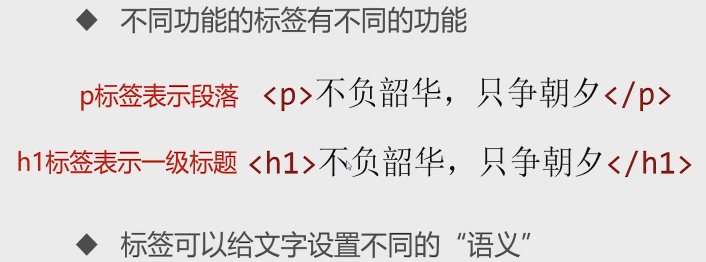 ◆ 不同功能的标签有不同的功能
p标签表示段落 <p>不负韶华，只争朝夕</p>
h1标签表示一级标题 <h1>不负韶华，只争朝夕</h1>
◆ 标签可以给文字设置不同的“语义”